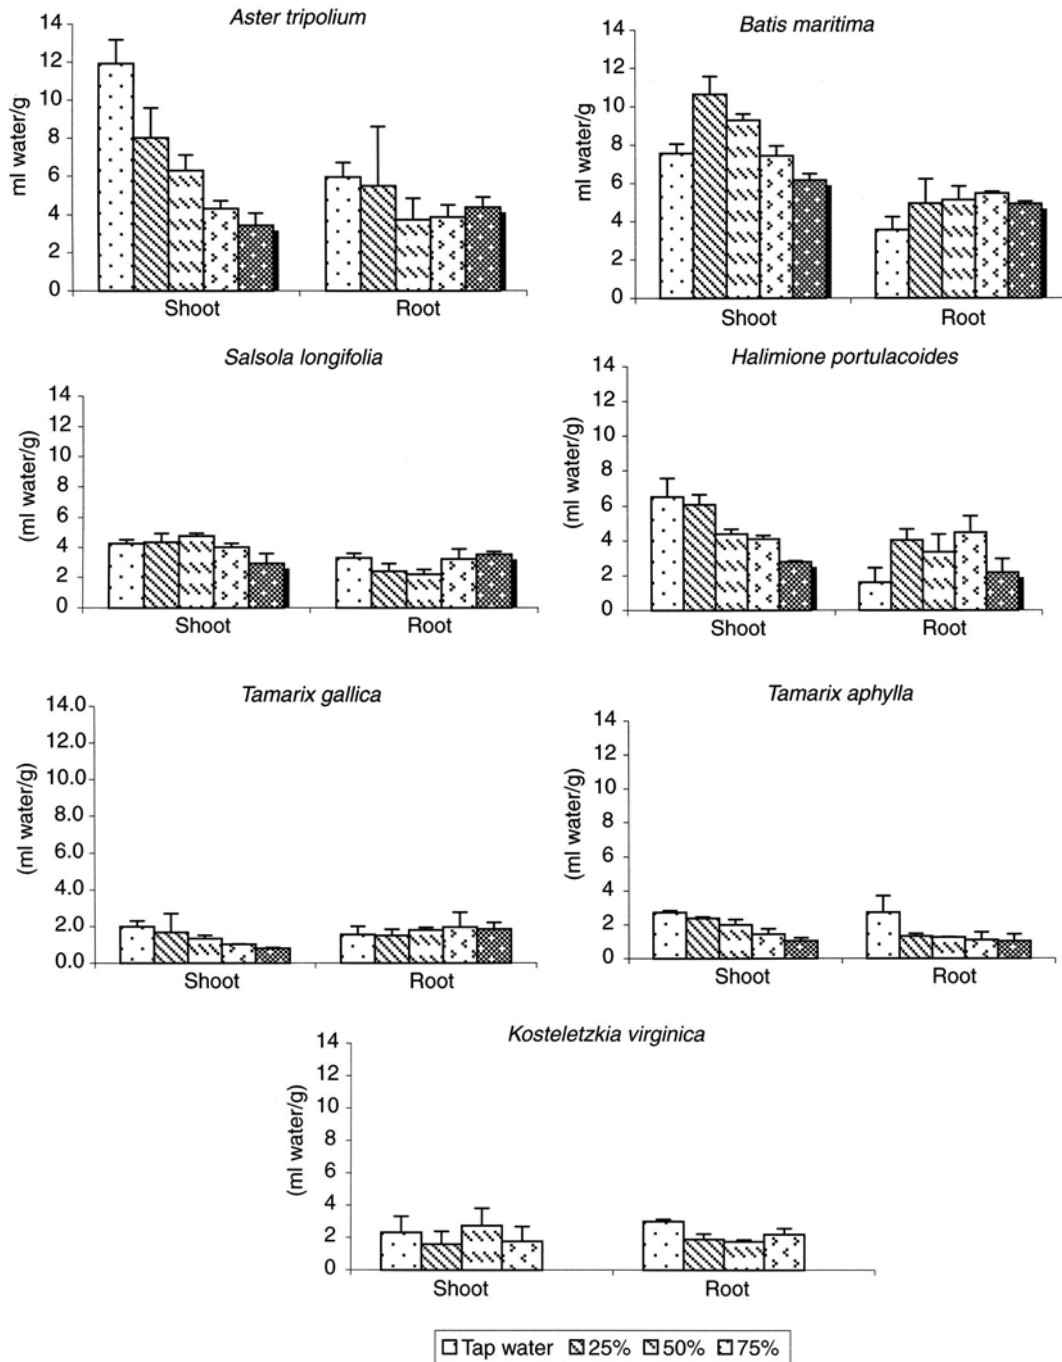 Aster tripolium
14
12
10
8
6
4
2
0
ml water/g
Shoot Root
Batis maritima
14
12
10
8
6
4
2
0
ml water/g
Shoot Root
Salsola longifolia
14
12
10
8
6
4
2
0
(ml water/g)
Shoot Root
Halimione portulacoides
14
12
10
8
6
4
2
0
(ml water/g)
Shoot Root
Tamarix gallica
14.0
12.0
10.0
8.0
6.0
4.0
2.0
0.0
(ml water/g)
Shoot Root
Tamarix aphylla
14
12
10
8
6
4
2
0
(ml water/g)
Shoot Root
Kosteletzkia virginica
14
12
10
8
6
4
2
0
(ml water/g)
Shoot Root
Tap water 25% 50% 75%